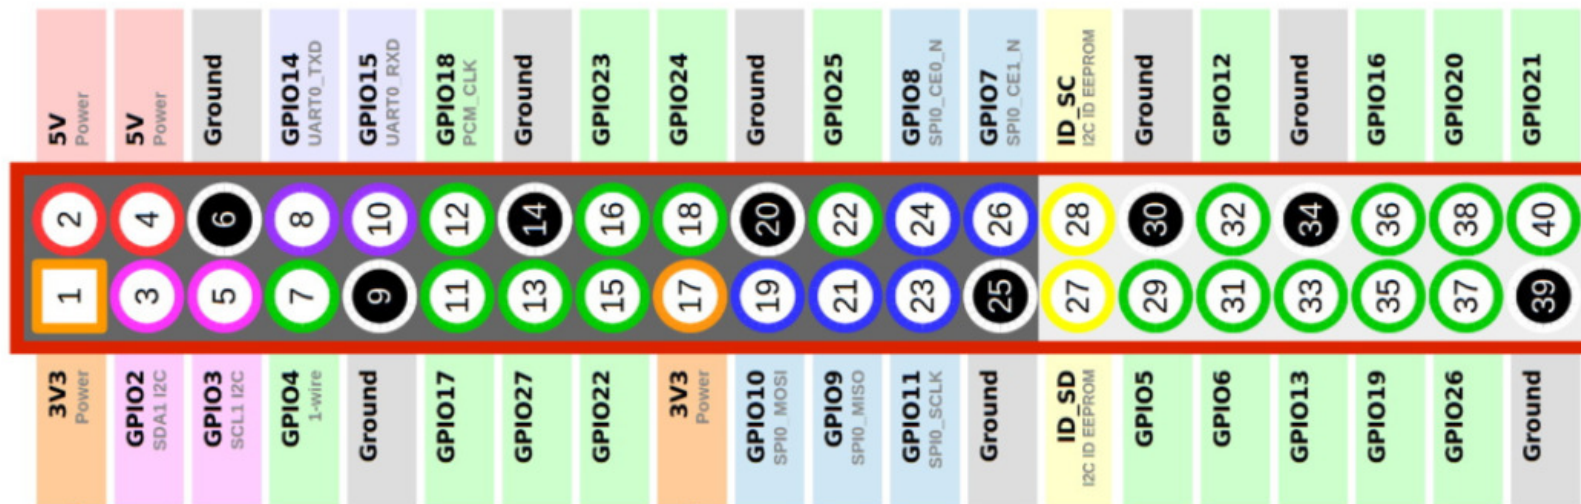 5V
Power
5V
Power
Ground
GPIO14
UART0_TXD
GPIO15
UART0_RXD
GPIO18
PCM_CLK
Ground
GPIO23
GPIO24
Ground
GPIO25
GPIO8
SPI0_CE0_N
GPIO7
SPI0_CE1_N
ID_SC
I2C ID EEPROM
Ground
GPIO12
Ground
GPIO16
GPIO20
GPIO21
2 4 6 8 10 12 14 16 18 20 22 24 26 28 30 32 34 36 38 40
1 3 5 7 9 11 13 15 17 19 21 23 25 27 29 31 33 35 37 39
3V3
Power
GPIO2
SDA1 I2C
GPIO3
SCL1 I2C
GPIO4
1-wire
Ground
GPIO17
GPIO27
GPIO22
3V3
Power
GPIO10
SPI0_MOSI
GPIO9
SPI0_MISO
GPIO11
SPI0_SCLK
Ground
ID_SD
I2C ID EEPROM
GPIO5
GPIO6
GPIO13
GPIO19
GPIO26
Ground